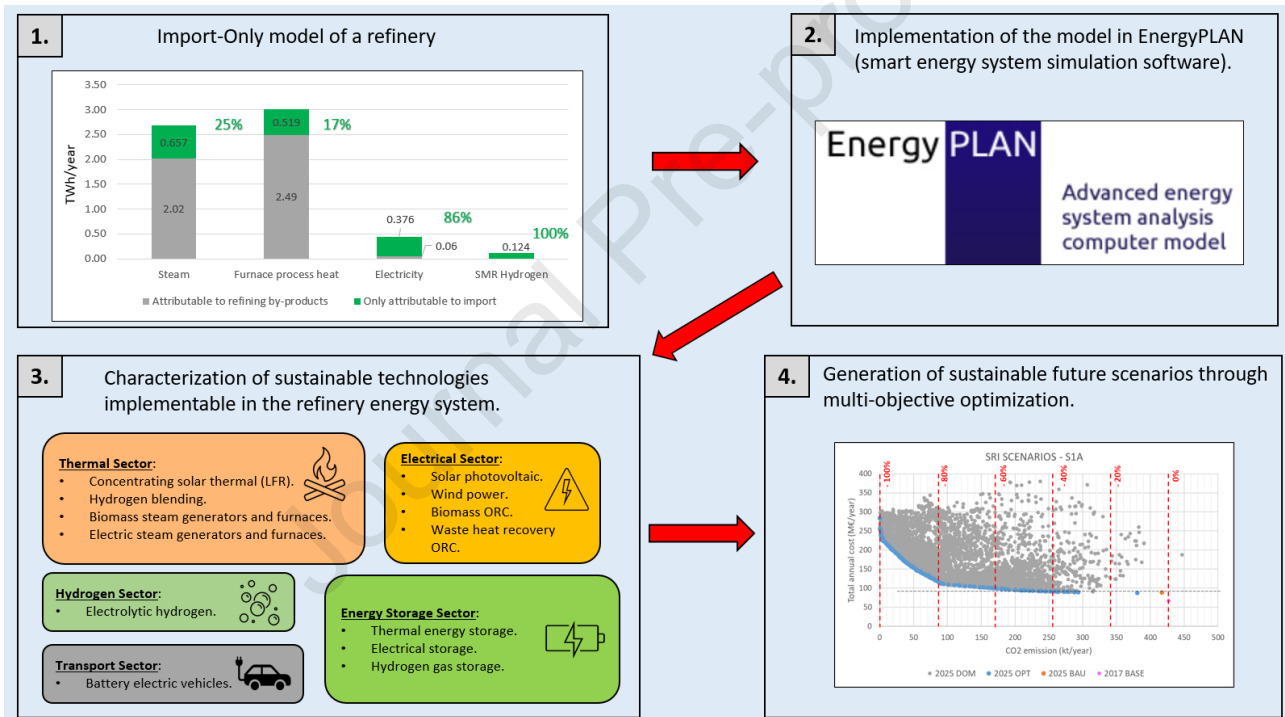 1.
Import-Only model of a refinery
3.50
3.00
2.50
2.00
1.50
1.00
0.50
0.00
TWh/year
0.657
25%
2.02
0.519
17%
2.49
0.376
86%
0.06
100%
0.124
Steam
Furnace process heat
Electricity
SMR Hydrogen
Attributable to refining by-products
Only attributable to import
2.
Implementation of the model in EnergyPLAN
(smart energy system simulation software).
Energy PLAN
Advanced energy
system analysis
computer model
3.
Characterization of sustainable technologies
implementable in the refinery energy system.
Thermal Sector:
• Concentrating solar thermal (LFR).
• Hydrogen blending.
• Biomass steam generators and furnaces.
• Electric steam generators and furnaces.
Electrical Sector:
• Solar photovoltaic.
• Wind power.
• Biomass ORC.
• Waste heat recovery
ORC.
Hydrogen Sector:
• Electrolytic hydrogen.
Energy Storage Sector:
• Thermal energy storage.
• Electrical storage.
• Hydrogen gas storage.
Transport Sector:
• Battery electric vehicles.
4.
Generation of sustainable future scenarios through
multi-objective optimization.
SRI SCENARIOS - S1A
-100%
-80%
-60%
-40%
-20%
0%
400
350
300
250
200
150
100
50
0
Total annual cost (M€/year)
0 50 100 150 200 250 300 350 400 450 500
CO2 emission (kt/year)
2025 DOM
2025 OPT
2025 BAU
2017 BASE
Journal Pre-pro